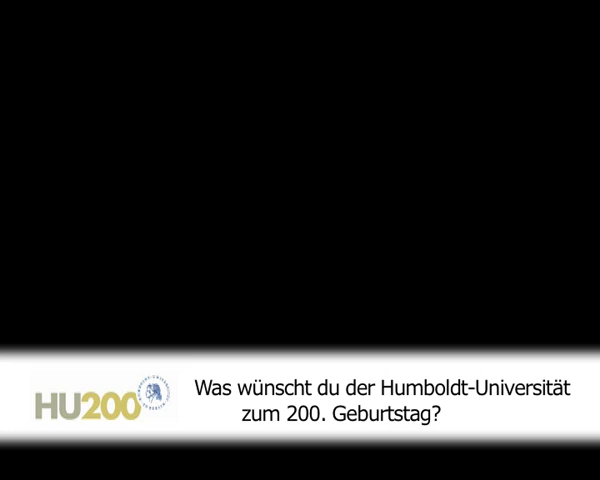 Was wünscht du der Humboldt-Universität
zum 200. Geburtstag?
HU200